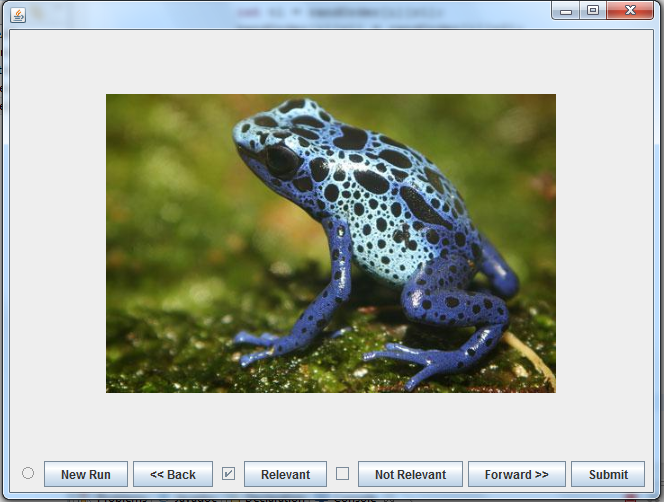 New Run
<< Back
Relevant
Not Relevant
Forward >>
Submit